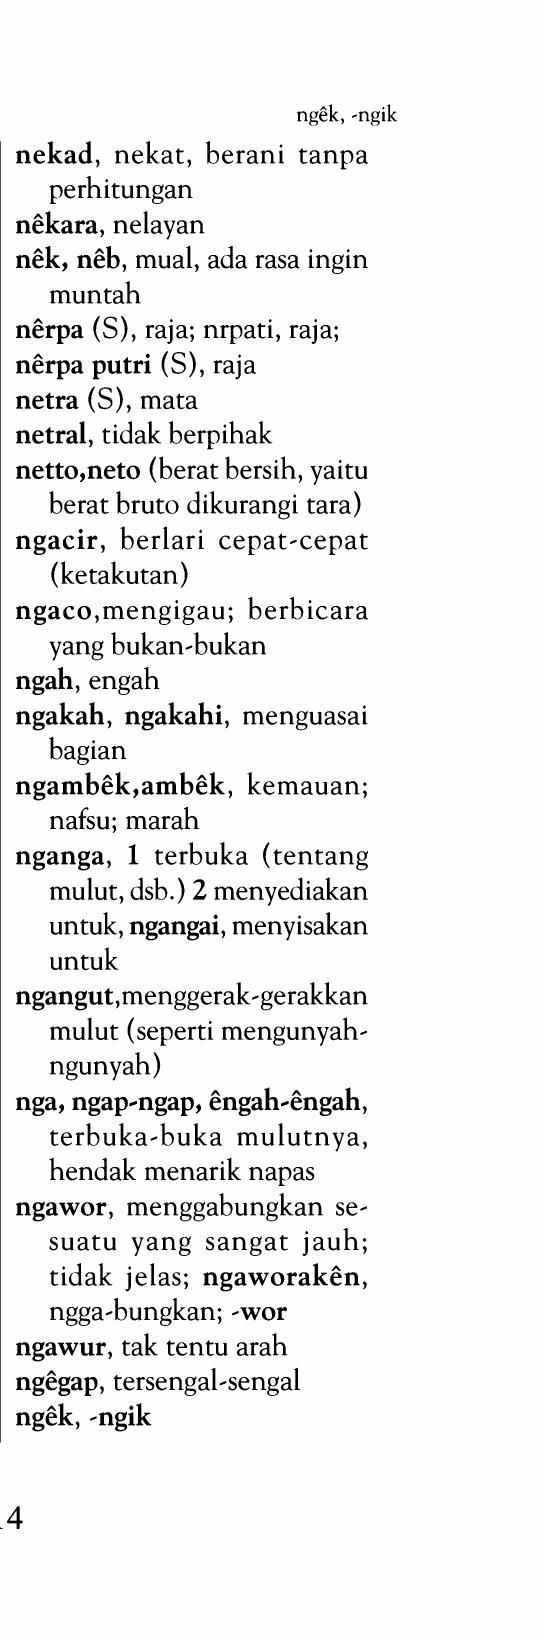 ngêk, -ngik
nekad, nekat, berani tanpa
perhitungan
nêkara, nelayan
nêk, nêb, mual, ada rasa ingin
muntah
nêrpa (S), raja; nrpati, raja;
nêrpa putri (S), raja
netra (S), mata
netral, tidak berpihak
netto,neto (berat bersih, yaitu
berat bruto dikurangi tara)
ngacir, berlari cepat-cepat
(ketakutan)
ngaco,mengigau; berbicara
yang bukan-bukan
ngah, engah
ngakah, ngakahi, menguasai
bagian
ngambêk,ambêk, kemauan;
nafsu; marah
nganga, 1 terbuka (tentang
mulut, dsb.) 2 menyediakan
untuk, ngangai, menyisakan
untuk
ngangut,menggerak-gerakkan
mulut (seperti mengunyah-
ngunyah)
nga, ngap-ngap, êngah-êngah,
terbuka-buka mulutnya,
hendak menarik napas
ngawor, menggabungkan se-
suatu yang sangat jauh;
tidak jelas; ngaworakên,
ngga-bungkan; -wor
ngawur, tak tentu arah
ngêgap, tersengal-sengal
ngêk, -ngik
4